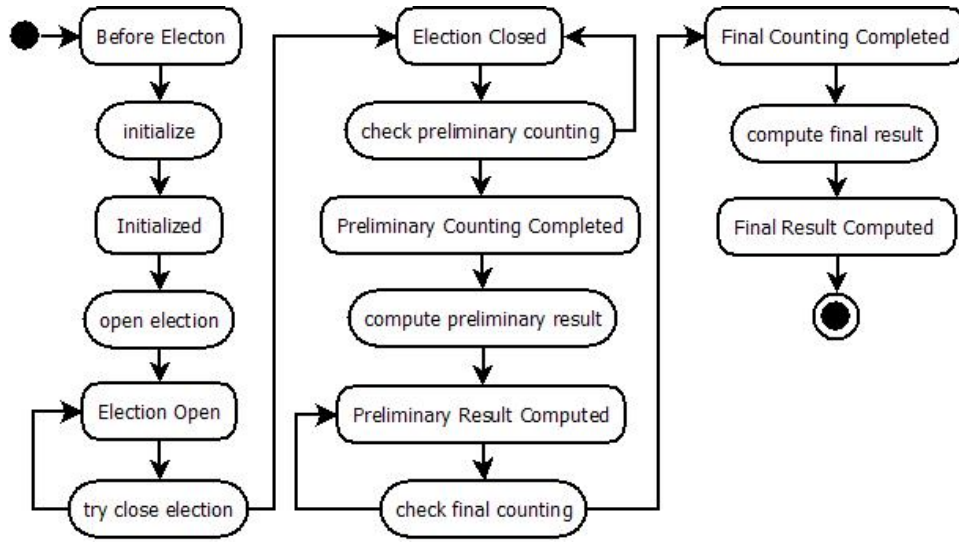 Before Electon
initialize
Initialized
open election
Election Open
try close election
Election Closed
check preliminary counting
Preliminary Counting Completed
compute preliminary result
Preliminary Result Computed
check final counting
Final Counting Completed
compute final result
Final Result Computed